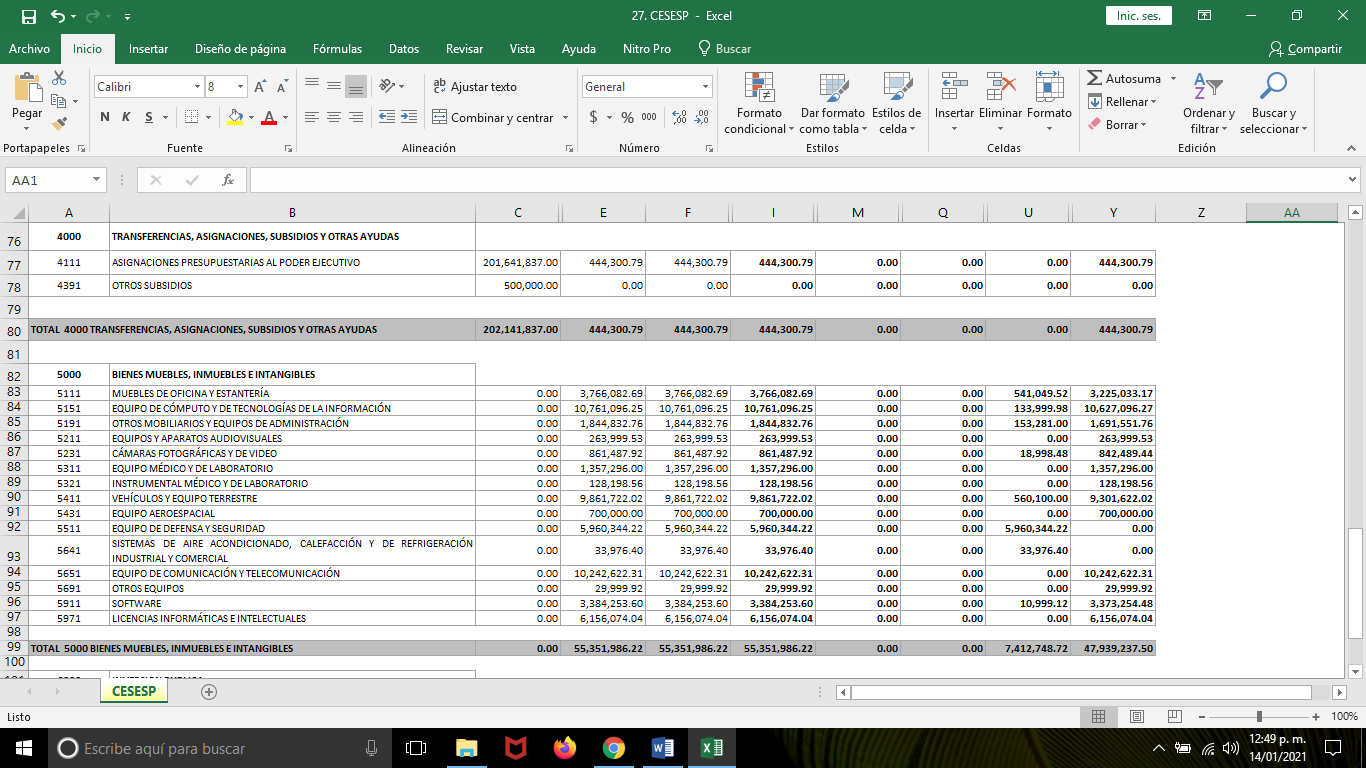 27. CESESP - Excel
Inic. ses.
Archivo Inicio Insertar Diseño de página Fórmulas Datos Revisar Vista Ayuda Nitro Pro Buscar Compartir
Pegar
Portapapeles
Calibri 8
N K S
Fuente
Ajustar texto
Combinar y centrar
Alineación
General
$ % 000
Número
Formato condicional
Dar formato como tabla
Estilos de celda
Estilos
Insertar Eliminar Formato
Celdas
Autosuma
Rellenar
Borrar
Ordenar y filtrar
Buscar y seleccionar
Edición
AA1 fx
A B C E F I M Q U Y Z AA
76 4000 TRANSFERENCIAS, ASIGNACIONES, SUBSIDIOS Y OTRAS AYUDAS
77 4111 ASIGNACIONES PRESUPUESTARIAS AL PODER EJECUTIVO 201,641,837.00 444,300.79 444,300.79 444,300.79 0.00 0.00 0.00 444,300.79
78 4391 OTROS SUBSIDIOS 500,000.00 0.00 0.00 0.00 0.00 0.00 0.00 0.00
79
80 TOTAL 4000 TRANSFERENCIAS, ASIGNACIONES, SUBSIDIOS Y OTRAS AYUDAS 202,141,837.00 444,300.79 444,300.79 444,300.79 0.00 0.00 0.00 444,300.79
81
82 5000 BIENES MUEBLES, INMUEBLES E INTANGIBLES
83 5111 MUEBLES DE OFICINA Y ESTANTERÍA 0.00 3,766,082.69 3,766,082.69 3,766,082.69 0.00 0.00 541,049.52 3,225,033.17
84 5151 EQUIPO DE CÓMPUTO Y DE TECNOLOGÍAS DE LA INFORMACIÓN 0.00 10,761,096.25 10,761,096.25 10,761,096.25 0.00 0.00 133,999.98 10,627,096.27
85 5191 OTROS MOBILIARIOS Y EQUIPOS DE ADMINISTRACIÓN 0.00 1,844,832.76 1,844,832.76 1,844,832.76 0.00 0.00 153,281.00 1,691,551.76
86 5211 EQUIPOS Y APARATOS AUDIOVISUALES 0.00 263,999.53 263,999.53 263,999.53 0.00 0.00 0.00 263,999.53
87 5231 CÁMARAS FOTOGRÁFICAS Y DE VIDEO 0.00 861,487.92 861,487.92 861,487.92 0.00 0.00 18,998.48 842,489.44
88 5311 EQUIPO MÉDICO Y DE LABORATORIO 0.00 1,357,296.00 1,357,296.00 1,357,296.00 0.00 0.00 0.00 1,357,296.00
89 5321 INSTRUMENTAL MÉDICO Y DE LABORATORIO 0.00 128,198.56 128,198.56 128,198.56 0.00 0.00 0.00 128,198.56
90 5411 VEHÍCULOS Y EQUIPO TERRESTRE 0.00 9,861,722.02 9,861,722.02 9,861,722.02 0.00 0.00 560,100.00 9,301,622.02
91 5431 EQUIPO AEROESPACIAL 0.00 700,000.00 700,000.00 700,000.00 0.00 0.00 0.00 700,000.00
92 5511 EQUIPO DE DEFENSA Y SEGURIDAD 0.00 5,960,344.22 5,960,344.22 5,960,344.22 0.00 0.00 5,960,344.22 0.00
93 5641 SISTEMAS DE AIRE ACONDICIONADO, CALEFACCIÓN Y DE REFRIGERACIÓN
INDUSTRIAL Y COMERCIAL 0.00 33,976.40 33,976.40 33,976.40 0.00 0.00 33,976.40 0.00
94 5651 EQUIPO DE COMUNICACIÓN Y TELECOMUNICACIÓN 0.00 10,242,622.31 10,242,622.31 10,242,622.31 0.00 0.00 0.00 10,242,622.31
95 5691 OTROS EQUIPOS 0.00 29,999.92 29,999.92 29,999.92 0.00 0.00 0.00 29,999.92
96 5911 SOFTWARE 0.00 3,384,253.60 3,384,253.60 3,384,253.60 0.00 0.00 10,999.12 3,373,254.48
97 5971 LICENCIAS INFORMÁTICAS E INTELECTUALES 0.00 6,156,074.04 6,156,074.04 6,156,074.04 0.00 0.00 0.00 6,156,074.04
98
99 TOTAL 5000 BIENES MUEBLES, INMUEBLES E INTANGIBLES 0.00 55,351,986.22 55,351,986.22 55,351,986.22 0.00 0.00 7,412,748.72 47,939,237.50
100
CESESP
Listo 100%
Escribe aquí para buscar
12:49 p. m.
14/01/2021